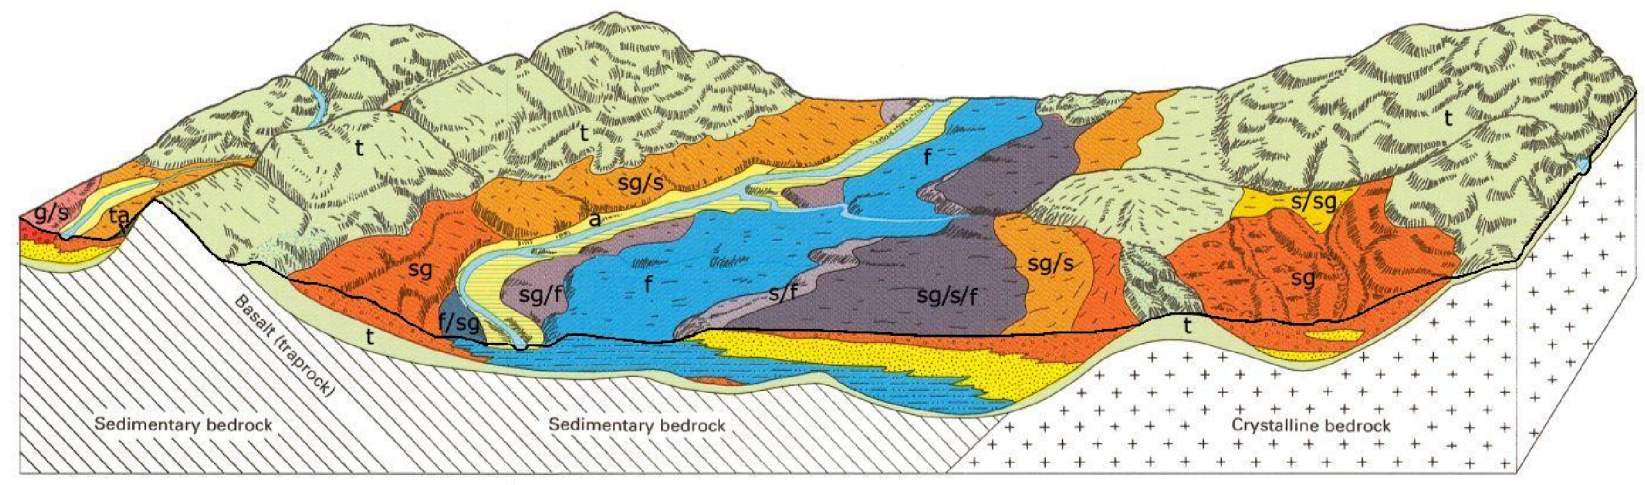 t
t
t
t
f
sg/s
g/s
ta
s/sg
a
sg
sg/s
sg
f
sg/f
s/f
sg/s/f
f/sg
t
t
Basalt (traprock)
Sedimentary bedrock
Sedimentary bedrock
Crystalline bedrock